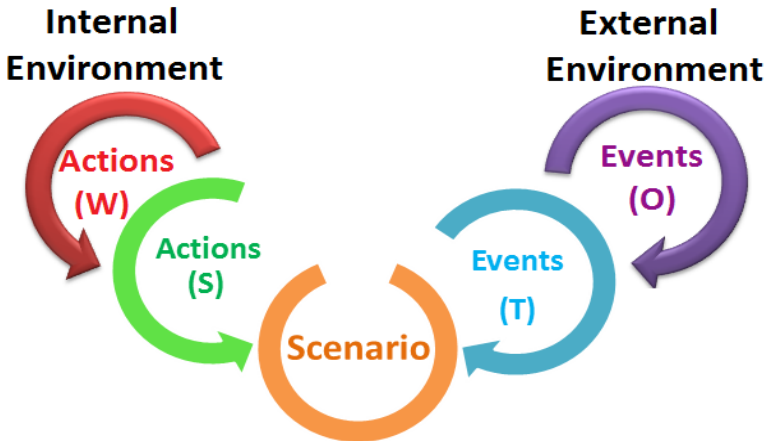 Internal
Environment
External
Environment
Actions
(W)
Events
(O)
Actions
(S)
Events
(T)
Scenario